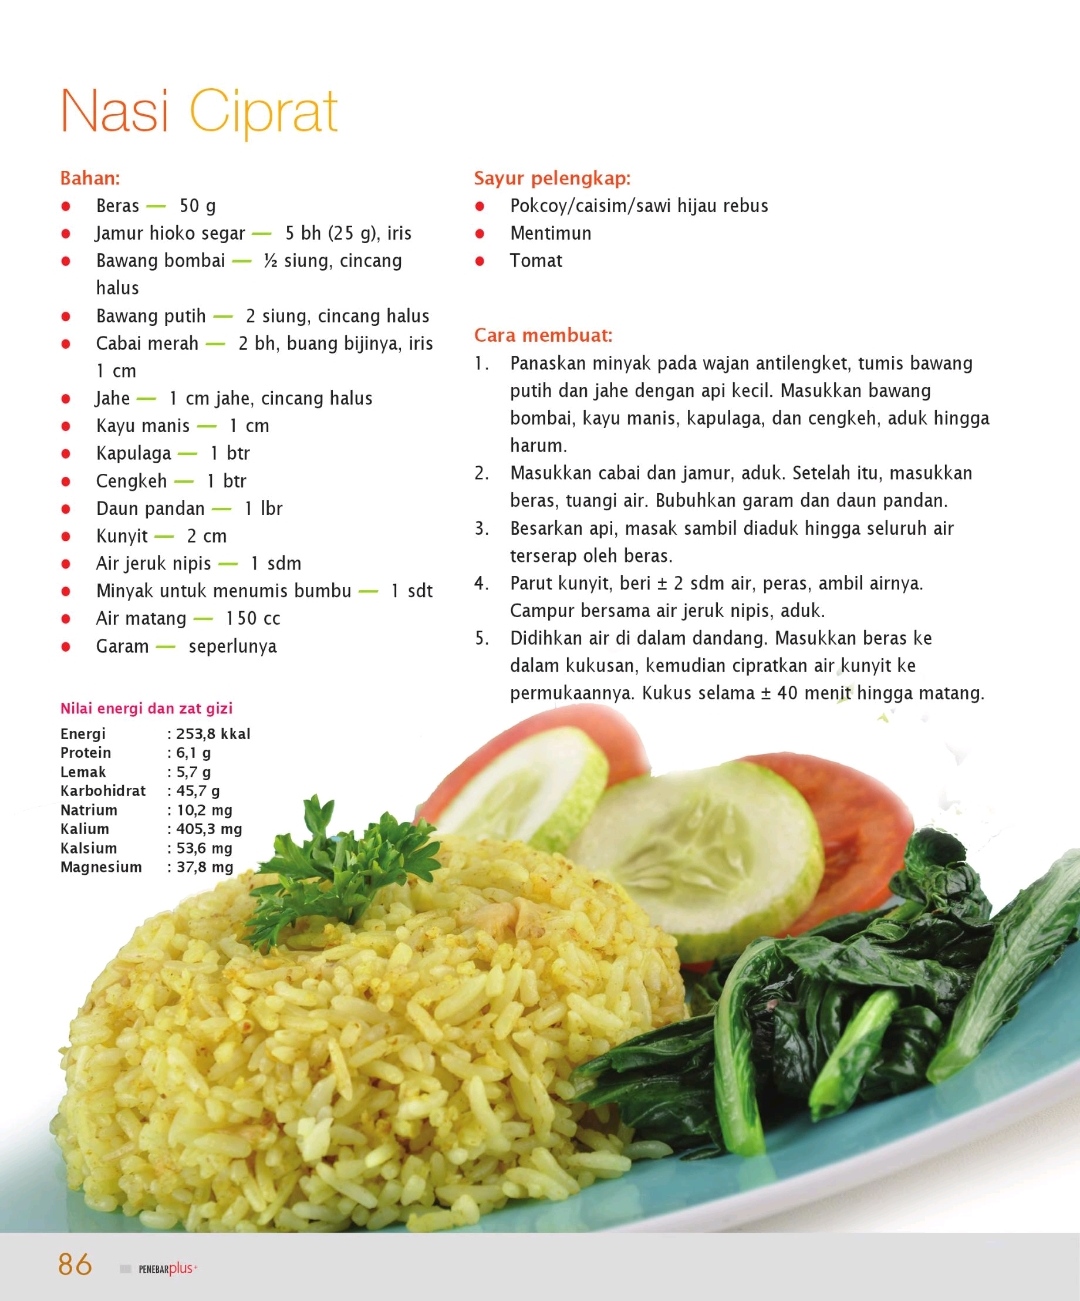 Nasi Ciprat
Bahan:
• Beras — 50 g
• Jamur hioko segar — 5 bh (25 g), iris
• Bawang bombai — ½ siung, cincang
halus
• Bawang putih — 2 siung, cincang halus
• Cabai merah — 2 bh, buang bijinya, iris
1 cm
• Jahe — 1 cm jahe, cincang halus
• Kayu manis — 1 cm
• Kapulaga — 1 btr
• Cengkeh — 1 btr
• Daun pandan — 1 lbr
• Kunyit — 2 cm
• Air jeruk nipis — 1 sdm
• Minyak untuk menumis bumbu — 1 sdt
• Air matang — 150 cc
• Garam — seperlunya
Nilai energi dan zat gizi
Energi : 253,8 kkal
Protein : 6,1 g
Lemak : 5,7 g
Karbohidrat : 45,7 g
Natrium : 10,2 mg
Kalium : 405,3 mg
Kalsium : 53,6 mg
Magnesium : 37,8 mg
Sayur pelengkap:
• Pokcoy/caisim/sawi hijau rebus
• Mentimun
• Tomat
Cara membuat:
1. Panaskan minyak pada wajan antilengket, tumis bawang
putih dan jahe dengan api kecil. Masukkan bawang
bombai, kayu manis, kapulaga, dan cengkeh, aduk hingga
harum.
2. Masukkan cabai dan jamur, aduk. Setelah itu, masukkan
beras, tuangi air. Bubuhkan garam dan daun pandan.
3. Besarkan api, masak sambil diaduk hingga seluruh air
terserap oleh beras.
4. Parut kunyit, beri ± 2 sdm air, peras, ambil airnya.
Campur bersama air jeruk nipis, aduk.
5. Didihkan air di dalam dandang. Masukkan beras ke
dalam kukusan, kemudian cipratkan air kunyit ke
permukaannya. Kukus selama ± 40 menit hingga matang.
86 PENEBARplus+